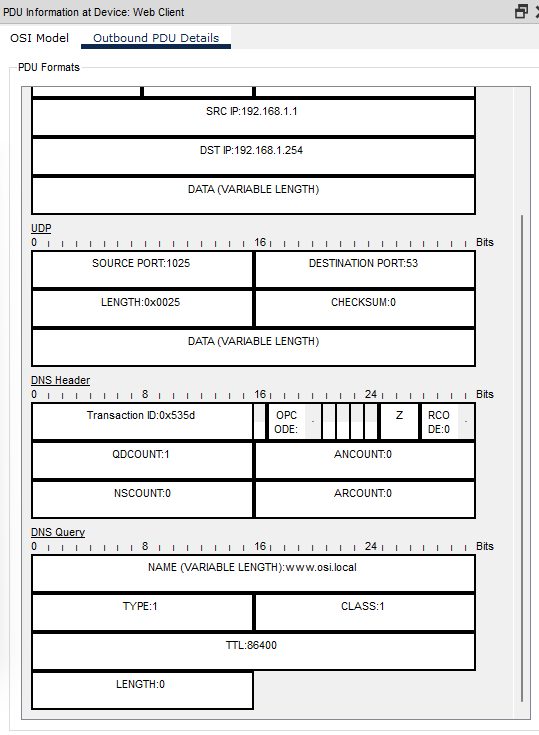 PDU Information at Device: Web Client
OSI Model
Outbound PDU Details
PDU Formats
SRC IP:192.168.1.1
DST IP:192.168.1.254
DATA (VARIABLE LENGTH)
UDP
0 16 Bits
SOURCE PORT:1025
DESTINATION PORT:53
LENGTH:0x0025
CHECKSUM:0
DATA (VARIABLE LENGTH)
DNS Header
0 8 16 24 Bits
Transaction ID:0x535d
OPC
ODE:
Z
RCO
DE:0
QDCOUNT:1
ANCOUNT:0
NSCOUNT:0
ARCOUNT:0
DNS Query
0 8 16 24 Bits
NAME (VARIABLE LENGTH):www.osi.local
TYPE:1
CLASS:1
TTL:86400
LENGTH:0